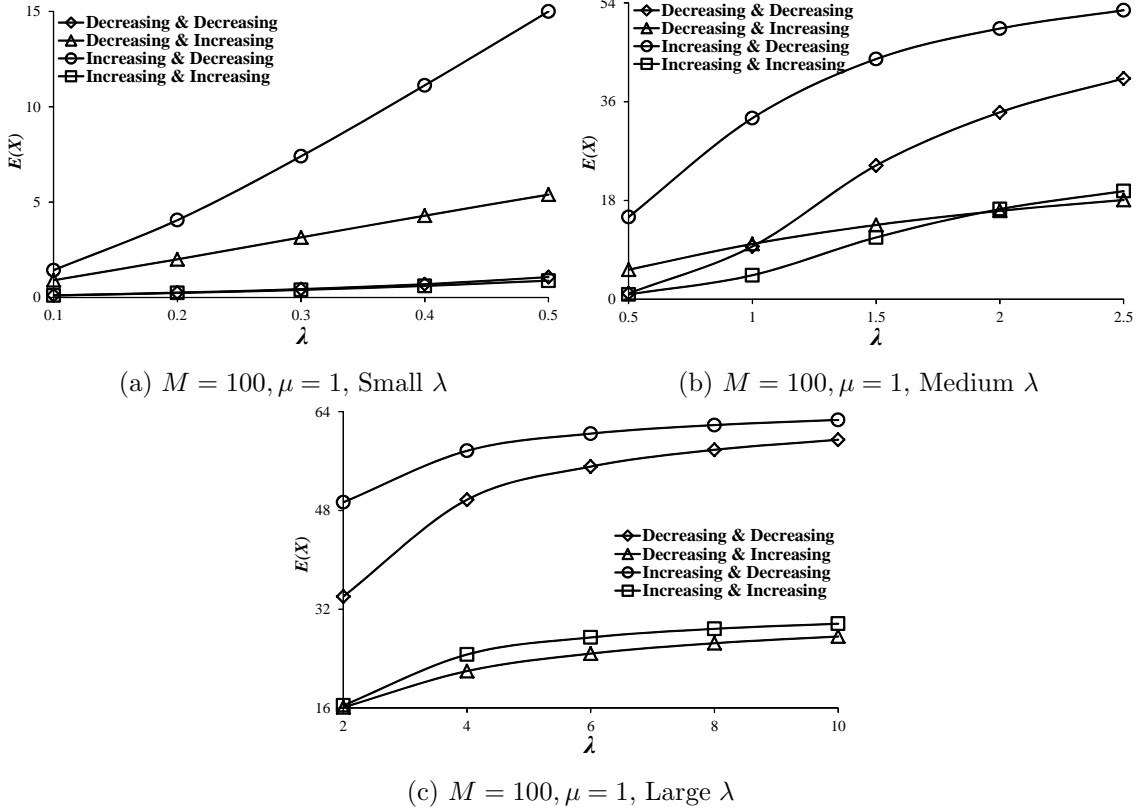 15
10
5
0
E(X)
Decreasing & Decreasing
Decreasing & Increasing
Increasing & Decreasing
Increasing & Increasing
0.1 0.2 0.3 0.4 0.5
λ
(a) M = 100, μ = 1, Small λ
54
36
18
0
E(X)
Decreasing & Decreasing
Decreasing & Increasing
Increasing & Decreasing
Increasing & Increasing
0.5 1 1.5 2 2.5
λ
(b) M = 100, μ = 1, Medium λ
64
48
32
16
E(X)
Decreasing & Decreasing
Decreasing & Increasing
Increasing & Decreasing
Increasing & Increasing
2 4 6 8 10
λ
(c) M = 100, μ = 1, Large λ